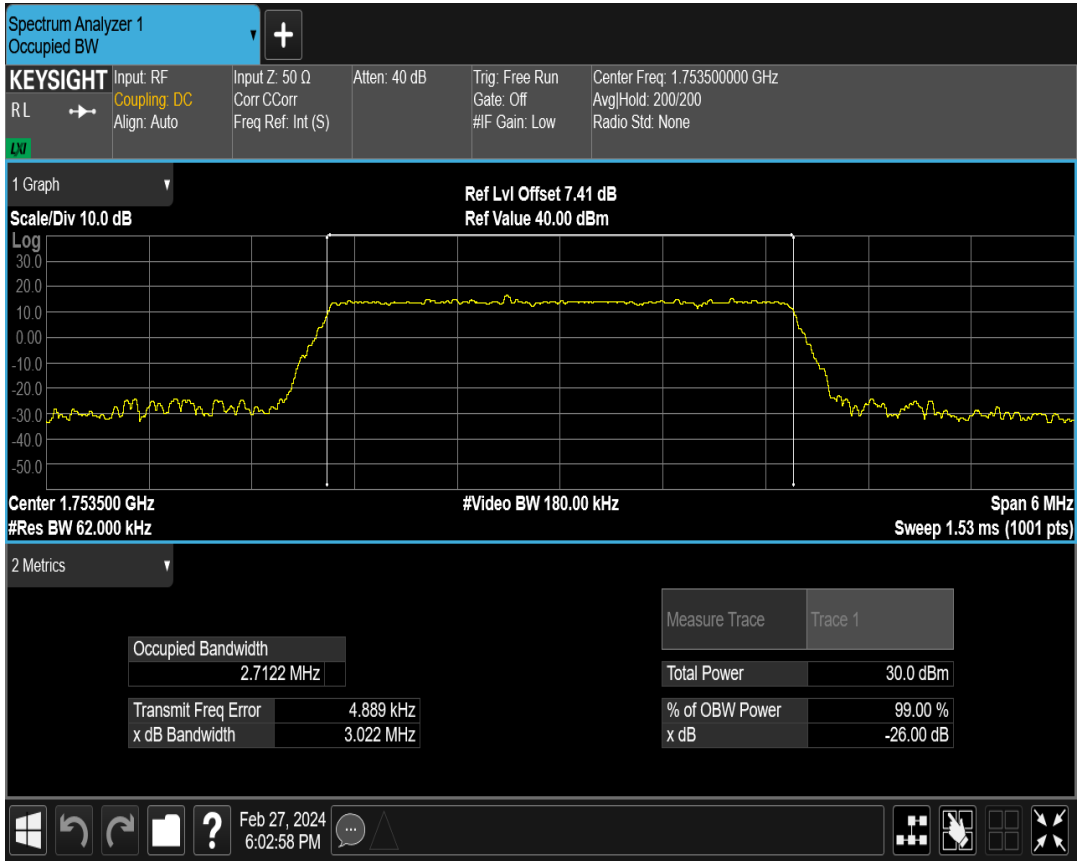 Spectrum Analyzer 1
Occupied BW
KEYSIGHT
R L
LXI
Input: RF
Coupling: DC
Align: Auto
Input Z: 50 Ω
Corr CCorr
Freq Ref: Int (S)
Atten: 40 dB
Trig: Free Run
Gate: Off
#IF Gain: Low
Center Freq: 1.753500000 GHz
Avg|Hold: 200/200
Radio Std: None
1 Graph
Scale/Div 10.0 dB
Ref Lvl Offset 7.41 dB
Ref Value 40.00 dBm
Log
30.0
20.0
10.0
0.00
-10.0
-20.0
-30.0
-40.0
-50.0
Center 1.753500 GHz
#Video BW 180.00 kHz
Span 6 MHz
#Res BW 62.000 kHz
Sweep 1.53 ms (1001 pts)
2 Metrics
Measure Trace Trace 1
Occupied Bandwidth
2.7122 MHz
Total Power 30.0 dBm
Transmit Freq Error 4.889 kHz
% of OBW Power 99.00 %
x dB Bandwidth 3.022 MHz
x dB -26.00 dB
?
Feb 27, 2024
6:02:58 PM